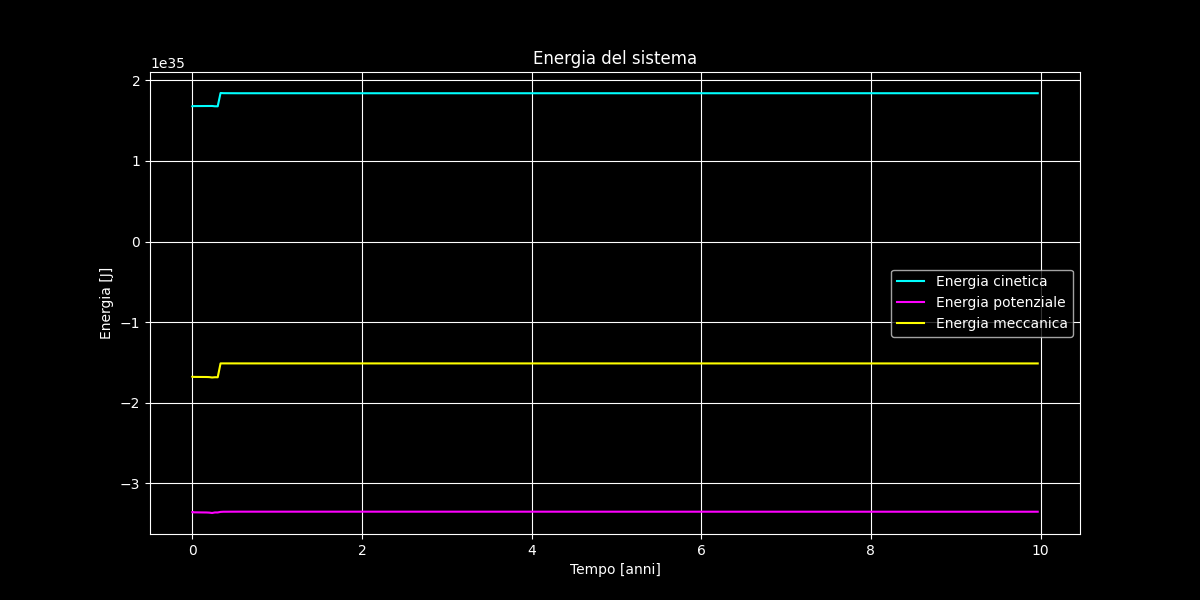 Energia del sistema
1e35
2
1
0
−1
−2
−3
Energia [J]
Energia cinetica
Energia potenziale
Energia meccanica
0 2 4 6 8 10
Tempo [anni]